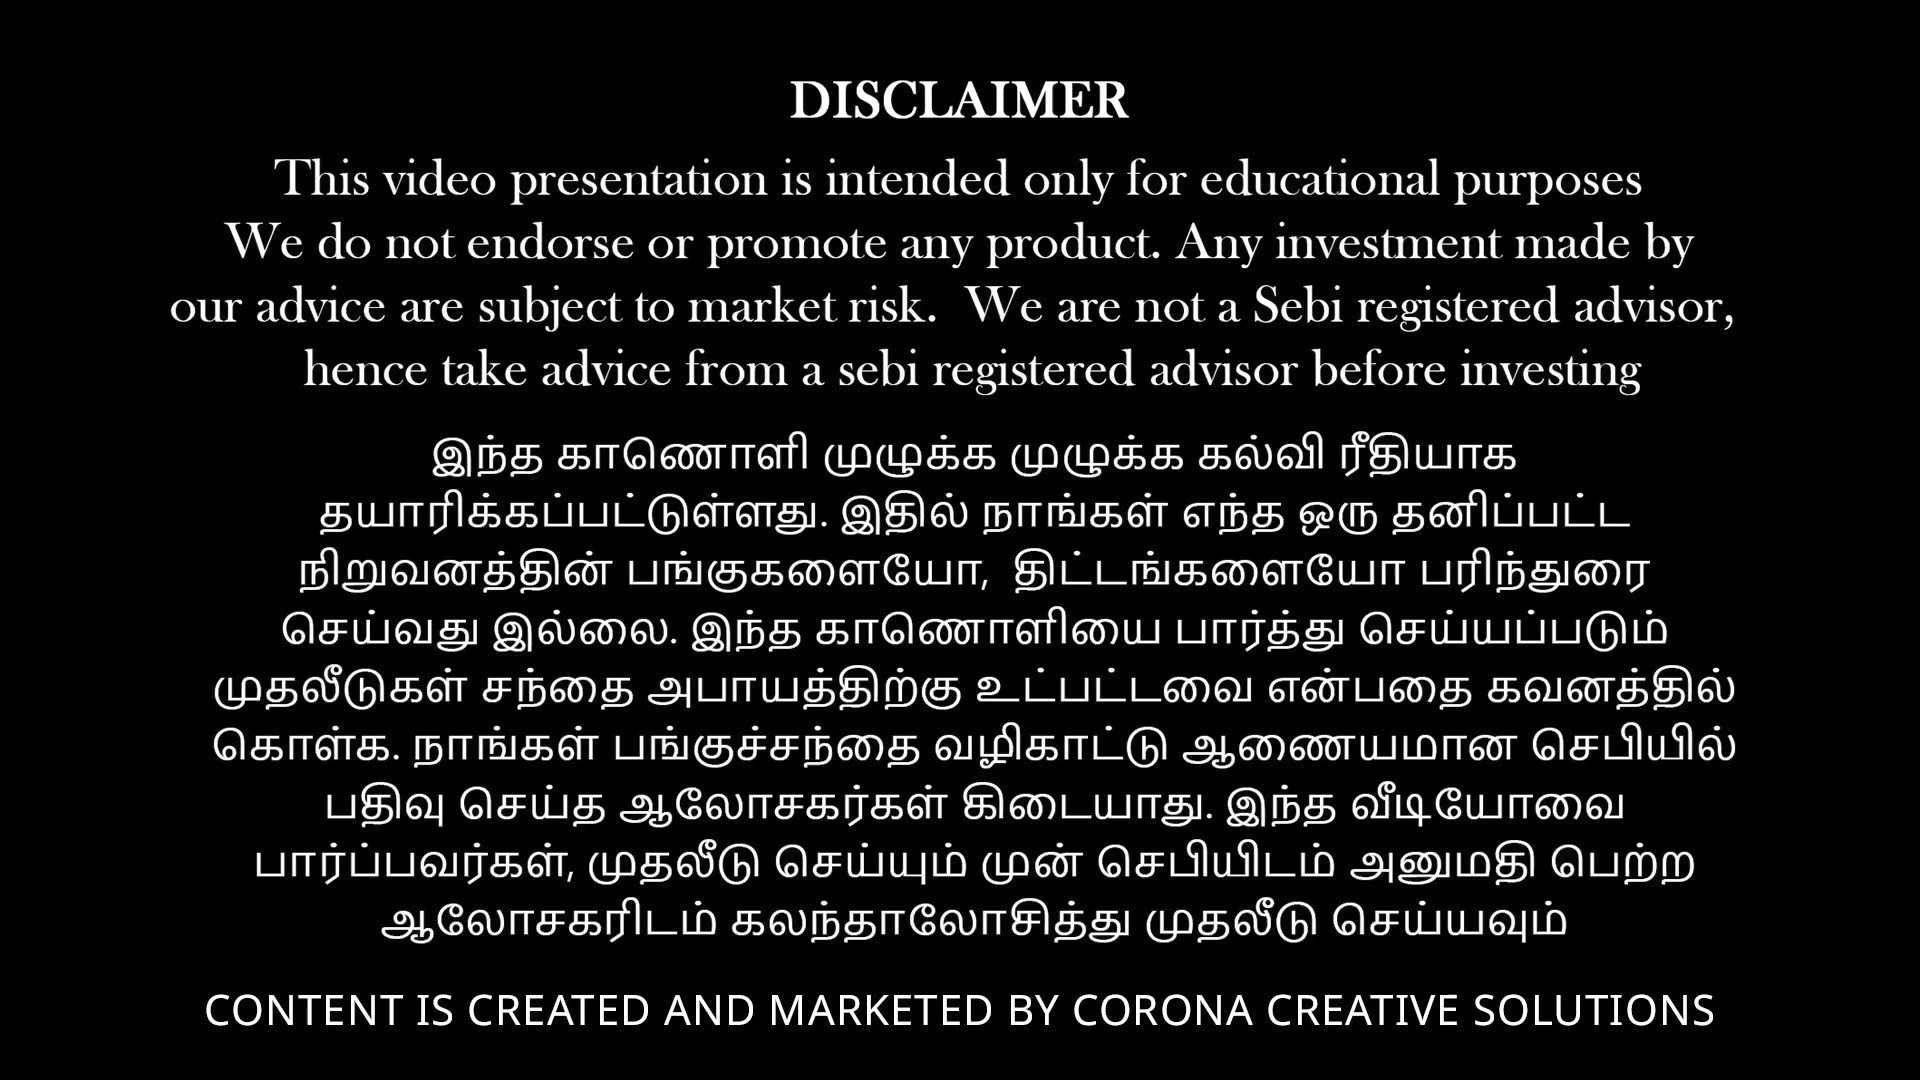 DISCLAIMER
This video presentation is intended only for educational purposes
We do not endorse or promote any product. Any investment made by
our advice are subject to market risk.  We are not a Sebi registered advisor,
hence take advice from a sebi registered advisor before investing
இந்த காணொளி முழுக்க முழுக்க கல்வி ரீதியாக
தயாரிக்கப்பட்டுள்ளது. இதில் நாங்கள் எந்த ஒரு தனிப்பட்ட
நிறுவனத்தின் பங்குகளையோ,  திட்டங்களையோ பரிந்துரை
செய்வது இல்லை. இந்த காணொளியை பார்த்து செய்யப்படும்
முதலீடுகள் சந்தை அபாயத்திற்கு உட்பட்டவை என்பதை கவனத்தில்
கொள்க. நாங்கள் பங்குச்சந்தை வழிகாட்டு ஆணையமான செபியில்
பதிவு செய்த ஆலோசகர்கள் கிடையாது. இந்த வீடியோவை
பார்ப்பவர்கள், முதலீடு செய்யும் முன் செபியிடம் அனுமதி பெற்ற
ஆலோசகரிடம் கலந்தாலோசித்து முதலீடு செய்யவும்
CONTENT IS CREATED AND MARKETED BY CORONA CREATIVE SOLUTIONS